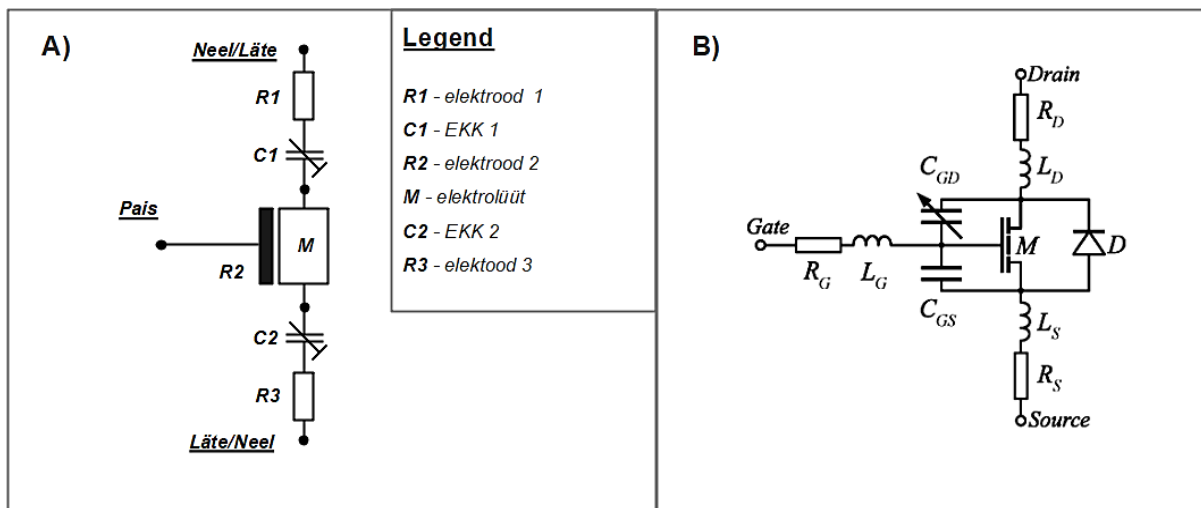 A)
Neel/Läte
R1
C1
Pais
M
R2
C2
R3
Läte/Neel
Legend
R1 - elektrood 1
C1 - EKK 1
R2 - elektrood 2
M - elektrolüüt
C2 - EKK 2
R3 - elektood 3
B)
Drain
R_D
L_D
C_GD
Gate
M
D
R_G
L_G
C_GS
L_S
R_S
Source